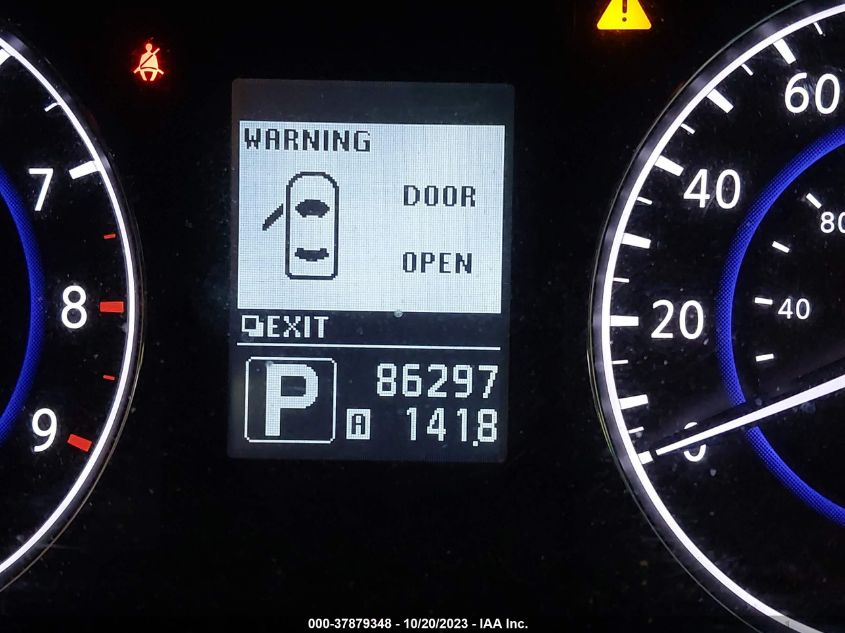 WARNING
DOOR
OPEN
EXIT
P
86297
A 141.8
7
8
9
60
40
20
0
80
40
000-37879348 - 10/20/2023 - IAA Inc.